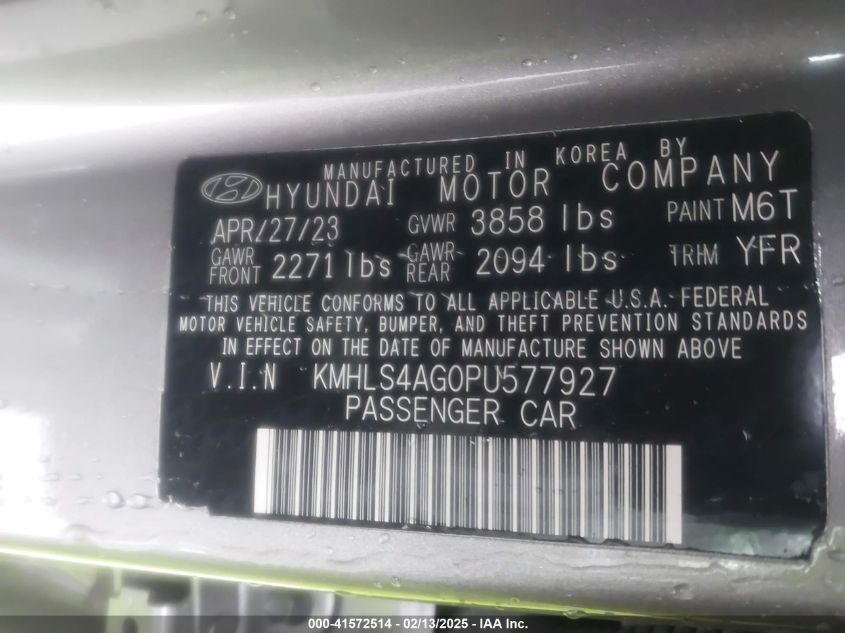 MANUFACTURED IN KOREA BY
HYUNDAI MOTOR COMPANY
APR/27/23 GVWR 3858 lbs PAINT M6T
GAWR FRONT 2271 lbs GAWR REAR 2094 lbs TRIM YFR
THIS VEHICLE CONFORMS TO ALL APPLICABLE U.S.A. FEDERAL
MOTOR VEHICLE SAFETY, BUMPER, AND THEFT PREVENTION STANDARDS
IN EFFECT ON THE DATE OF MANUFACTURE SHOWN ABOVE
V.I.N KMHLS4AG0PU577927
PASSENGER CAR
000-41572514 - 02/13/2025 - IAA Inc.